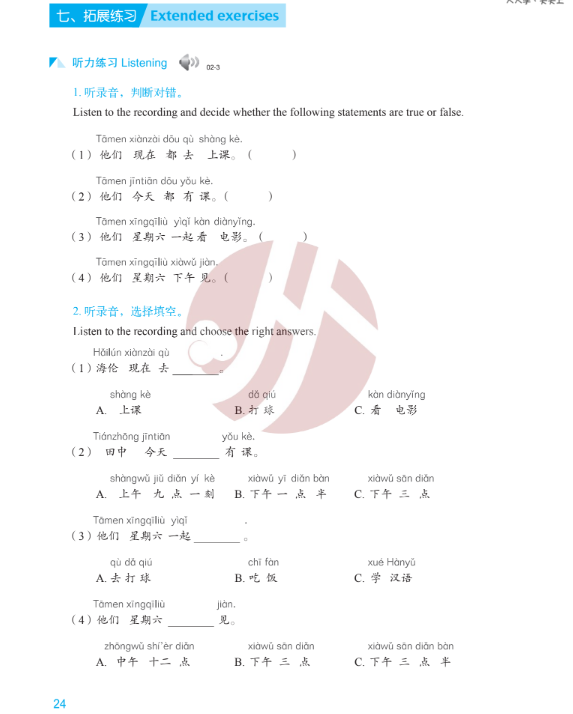 七、拓展练习 Extended exercises
听力练习 Listening 02-3
1. 听录音，判断对错。
Listen to the recording and decide whether the following statements are true or false.
Tāmen xiànzài dōu qù shàng kè.
（1）他们 现在 都 去 上课。（ ）
Tāmen jīntiān dōu yǒu kè.
（2）他们 今天 都 有 课。（ ）
Tāmen xīngqīliù yìqǐ kàn diànyǐng.
（3）他们 星期六 一起 看 电影。（ ）
Tāmen xīngqīliù xiàwǔ jiàn.
（4）他们 星期六 下午 见。（ ）
2. 听录音，选择填空。
Listen to the recording and choose the right answers.
Hǎilún xiànzài qù .
（1）海伦 现在 去 ________。
shàng kè dǎ qiú kàn diànyǐng
A. 上课 B. 打 球 C. 看 电影
Tiánzhōng jīntiān yǒu kè.
（2） 田中 今天 ________ 有 课。
shàngwǔ jiǔ diǎn yí kè xiàwǔ yī diǎn bàn xiàwǔ sān diǎn
A. 上午 九 点 一 刻 B. 下午 一 点 半 C. 下午 三 点
Tāmen xīngqīliù yìqǐ .
（3）他们 星期六 一起 ________ 。
qù dǎ qiú chī fàn xué Hànyǔ
A. 去 打 球 B. 吃 饭 C. 学 汉语
Tāmen xīngqīliù jiàn.
（4）他们 星期六 ________ 见。
zhōngwǔ shí'èr diǎn xiàwǔ sān diǎn xiàwǔ sān diǎn bàn
A. 中午 十二 点 B. 下午 三 点 C. 下午 三 点 半
24